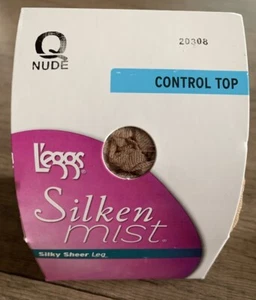 Q
NUDE
20308
CONTROL TOP
L'eggs
Silken
mist
Silky Sheer Leg